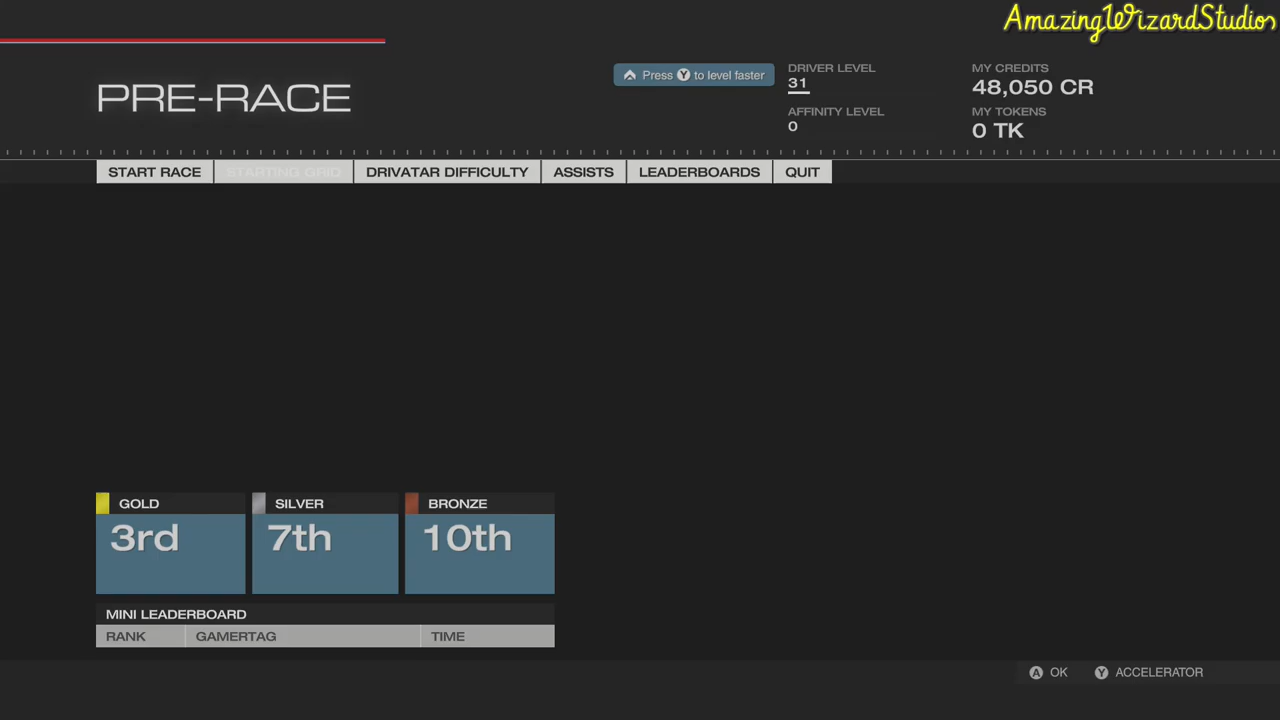 AmazingWizardStudios
PRE-RACE
Press Y to level faster
DRIVER LEVEL
31
AFFINITY LEVEL
0
MY CREDITS
48,050 CR
MY TOKENS
0 TK
START RACE
STARTING GRID
DRIVATAR DIFFICULTY
ASSISTS
LEADERBOARDS
QUIT
GOLD
3rd
SILVER
7th
BRONZE
10th
MINI LEADERBOARD
RANK GAMERTAG TIME
A OK Y ACCELERATOR